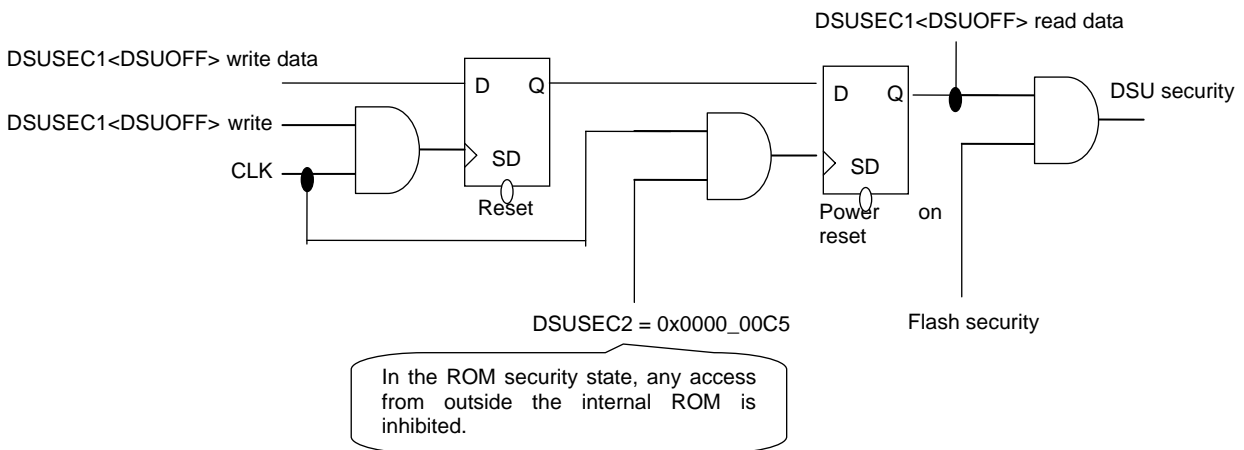 DSUSEC1<DSUOFF> read data
DSUSEC1<DSUOFF> write data
D Q
D Q
DSU security
DSUSEC1<DSUOFF> write
CLK
SD
SD
Reset
Power on
reset
DSUSEC2 = 0x0000_00C5
Flash security
In the ROM security state, any access
from outside the internal ROM is
inhibited.